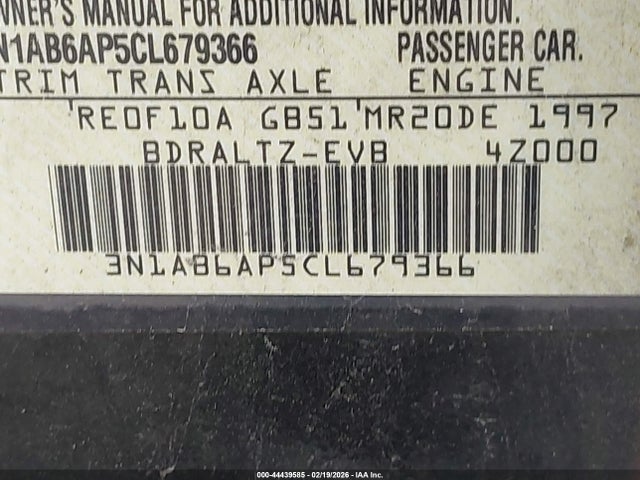 WNER'S MANUAL FOR ADDITIONAL INFORMATION.
N1AB6AP5CL679366 PASSENGER CAR.
TRIM TRANS AXLE ENGINE
RE0F10A GB51 MR20DE 1997
BDRALTZ-EVB 4Z000
3N1AB6AP5CL679366
000-44439585 - 02/19/2026 - IAA Inc.